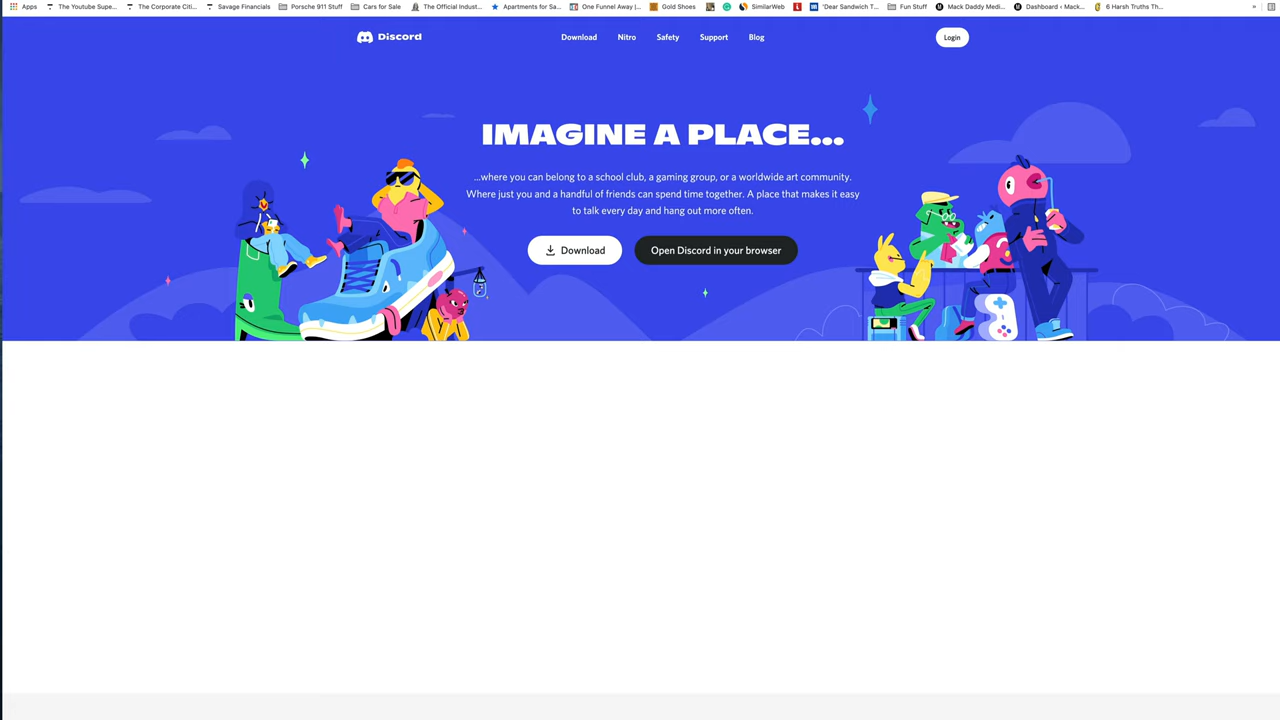 Apps The Youtube Supe... The Corporate Citi... Savage Financials Porsche 911 Stuff Cars for Sale The Official Indust... Apartments for Sa... One Funnel Away |... Gold Shoes SimilarWeb "Dear Sandwich T... Fun Stuff Mack Daddy Medi... Dashboard ‹ Mack... 6 Harsh Truths Th... »
Discord Download Nitro Safety Support Blog Login
IMAGINE A PLACE...
...where you can belong to a school club, a gaming group, or a worldwide art community.
Where just you and a handful of friends can spend time together. A place that makes it easy
to talk every day and hang out more often.
Download Open Discord in your browser